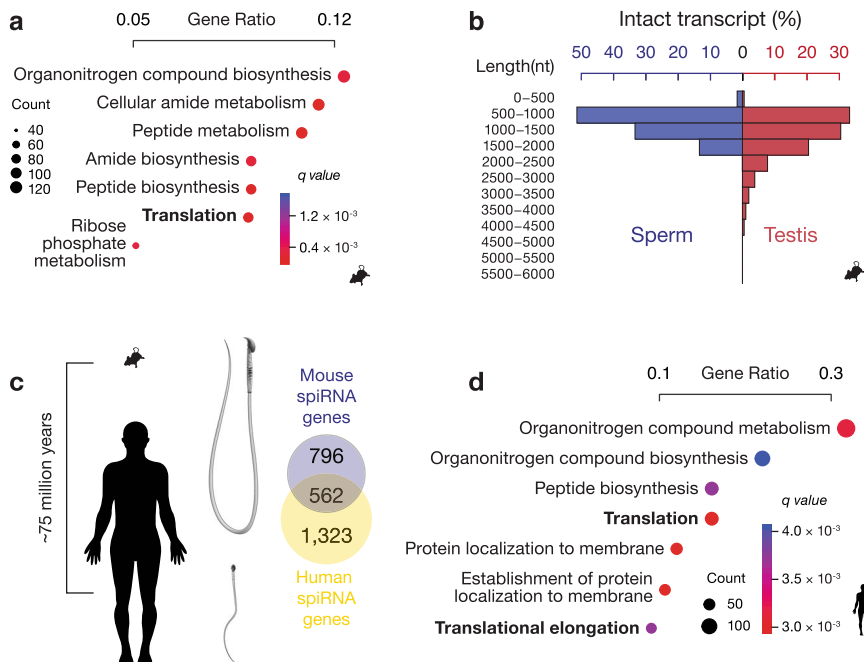 a
0.05 Gene Ratio 0.12
Organonitrogen compound biosynthesis
Cellular amide metabolism
Peptide metabolism
Amide biosynthesis
Peptide biosynthesis
Translation
Ribose
phosphate
metabolism
Count
40
60
80
100
120
q value
1.2 × 10⁻³
0.4 × 10⁻³
b
Intact transcript (%)
Length(nt)
50 40 30 20 10 0 10 20 30
0–500
500–1000
1000–1500
1500–2000
2000–2500
2500–3000
3000–3500
3500–4000
4000–4500
4500–5000
5000–5500
5500–6000
Sperm
Testis
c
~75 million years
Mouse
spiRNA
genes
796
562
1,323
Human
spiRNA
genes
d
0.1 Gene Ratio 0.3
Organonitrogen compound metabolism
Organonitrogen compound biosynthesis
Peptide biosynthesis
Translation
Protein localization to membrane
Establishment of protein
localization to membrane
Translational elongation
Count
50
100
q value
4.0 × 10⁻³
3.5 × 10⁻³
3.0 × 10⁻³